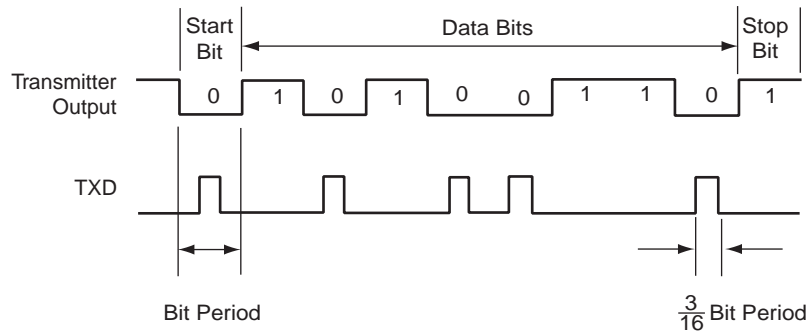 Start
Bit
Data Bits
Stop
Bit
Transmitter
Output
0 1 0 1 0 0 1 1 0 1
TXD
Bit Period
3/16 Bit Period